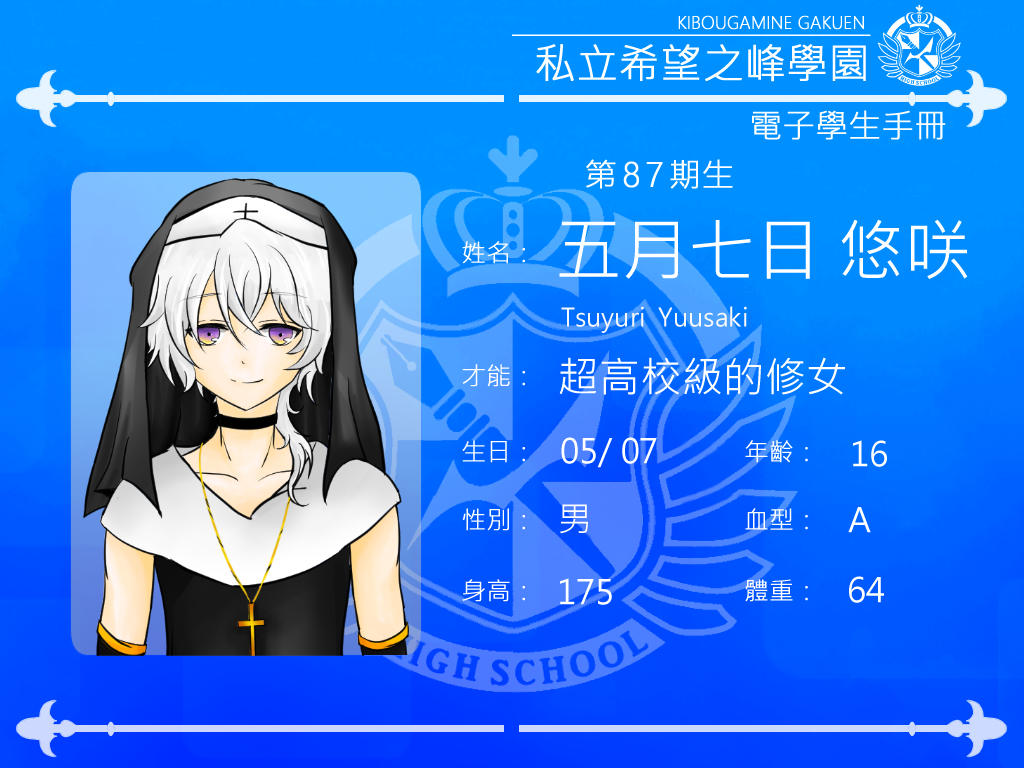 KIBOUGAMINE GAKUEN
私立希望之峰學園
HIGH SCHOOL
電子學生手冊
第87期生
姓名： 五月七日 悠咲
Tsuyuri Yuusaki
才能： 超高校級的修女
生日： 05/ 07 年齡： 16
性別： 男 血型： A
身高： 175 體重： 64
HIGH SCHOOL